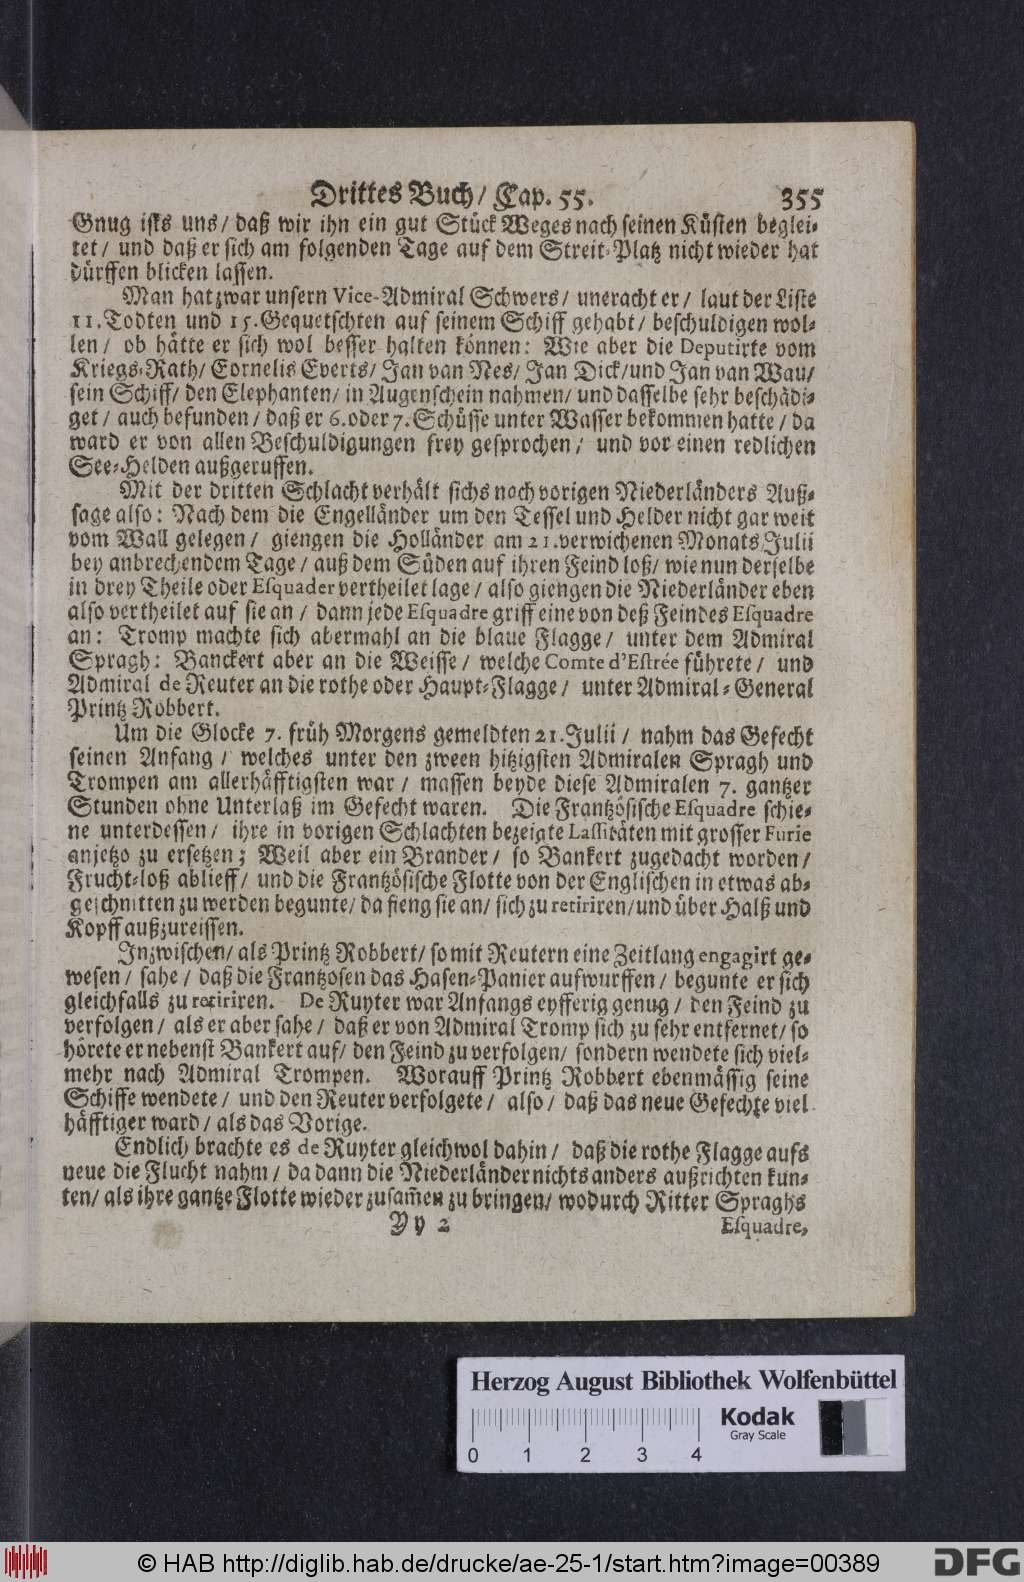 Drittes Buch/ Cap. 55. 355
Gnug ists uns/ daß wir ihn ein gut Stück Weges nach seinen Küsten beglei-
tet/ und daß er sich am folgenden Tage auf dem Streit-Platz nicht wieder hat
dürffen blicken lassen.
Man hat zwar unsern Vice-Admiral Schwers/ uneracht er/ laut der Liste
11. Todten und 15. Gequetschten auf seinem Schiff gehabt/ beschuldigen wol-
len/ ob hätte er sich wol besser halten können: Wie aber die Deputirte vom
Kriegs-Rath/ Cornelis Everts/ Jan van Nes/ Jan Dick/ und Jan van Wau/
sein Schiff/ den Elephanten/ in Augenschein nahmen/ und dasselbe sehr beschädi-
get/ auch befunden/ daß er 6. oder 7. Schüsse unter Wasser bekommen hatte/ da
ward er von allen Beschuldigungen frey gesprochen/ und vor einen redlichen
See-Helden außgeruffen.
Mit der dritten Schlacht verhält sichs nach vorigen Niederländers Auß-
sage also: Nach dem die Engelländer um den Tessel und Helder nicht gar weit
vom Wall gelegen/ giengen die Holländer am 21. verwichenen Monats Julii
bey anbrechendem Tage/ auß dem Süden auf ihren Feind loß/ wie nun derselbe
in drey Theile oder Esquader vertheilet lage/ also giengen die Niederländer eben
also vertheilet auf sie an/ dann jede Esquadre griff eine von deß Feindes Esquadre
an: Tromp machte sich abermahl an die blaue Flagge/ unter dem Admiral
Spragh: Banckert aber an die Weisse/ welche Comte d'Estrée führete/ und
Admiral de Reuter an die rothe oder Haupt-Flagge/ unter Admiral-General
Printz Robbert.
Um die Glocke 7. früh Morgens gemeldten 21. Julii/ nahm das Gefecht
seinen Anfang/ welches unter den zween hitzigsten Admiralen Spragh und
Trompen am allerhäfftigsten war/ massen beyde diese Admiralen 7. gantzer
Stunden ohne Unterlaß im Gefecht waren. Die Frantzösische Esquadre schie-
ne unterdessen/ ihre in vorigen Schlachten bezeigte Lassitäten mit grosser Furie
anjetzo zu ersetzen; Weil aber ein Brander/ so Bankert zugedacht worden/
Frucht-loß ablieff/ und die Frantzösische Flotte von der Englischen in etwas ab-
geschnitten zu werden begunte/ da fieng sie an/ sich zu retiriren/ und über Halß und
Kopff außzureissen.
Inzwischen/ als Printz Robbert/ so mit Reutern eine Zeitlang engagirt ge-
wesen/ sahe/ daß die Frantzosen das Hasen-Panier aufwurffen/ begunte er sich
gleichfalls zu retiriren. De Ruyter war Anfangs eyfferig genug/ den Feind zu
verfolgen/ als er aber sahe/ daß er von Admiral Tromp sich zu sehr entfernet/ so
hörete er nebenst Bankert auf/ den Feind zu verfolgen/ sondern wendete sich viel-
mehr nach Admiral Trompen. Worauff Printz Robbert ebenmässig seine
Schiffe wendete/ und den Reuter verfolgete/ also/ daß das neue Gefechte viel
häfftiger ward/ als das Vorige.
Endlich brachte es de Ruyter gleichwol dahin/ daß die rothe Flagge aufs
neue die Flucht nahm/ da dann die Niederländer nichts anders außrichten kun-
ten/ als ihre gantze Flotte wieder zusam̃en zu bringen/ wodurch Ritter Spraghs
Yy 2 Esquadre,
Herzog August Bibliothek Wolfenbüttel
Kodak
Gray Scale
0 1 2 3 4
© HAB http://diglib.hab.de/drucke/ae-25-1/start.htm?image=00389
DFG